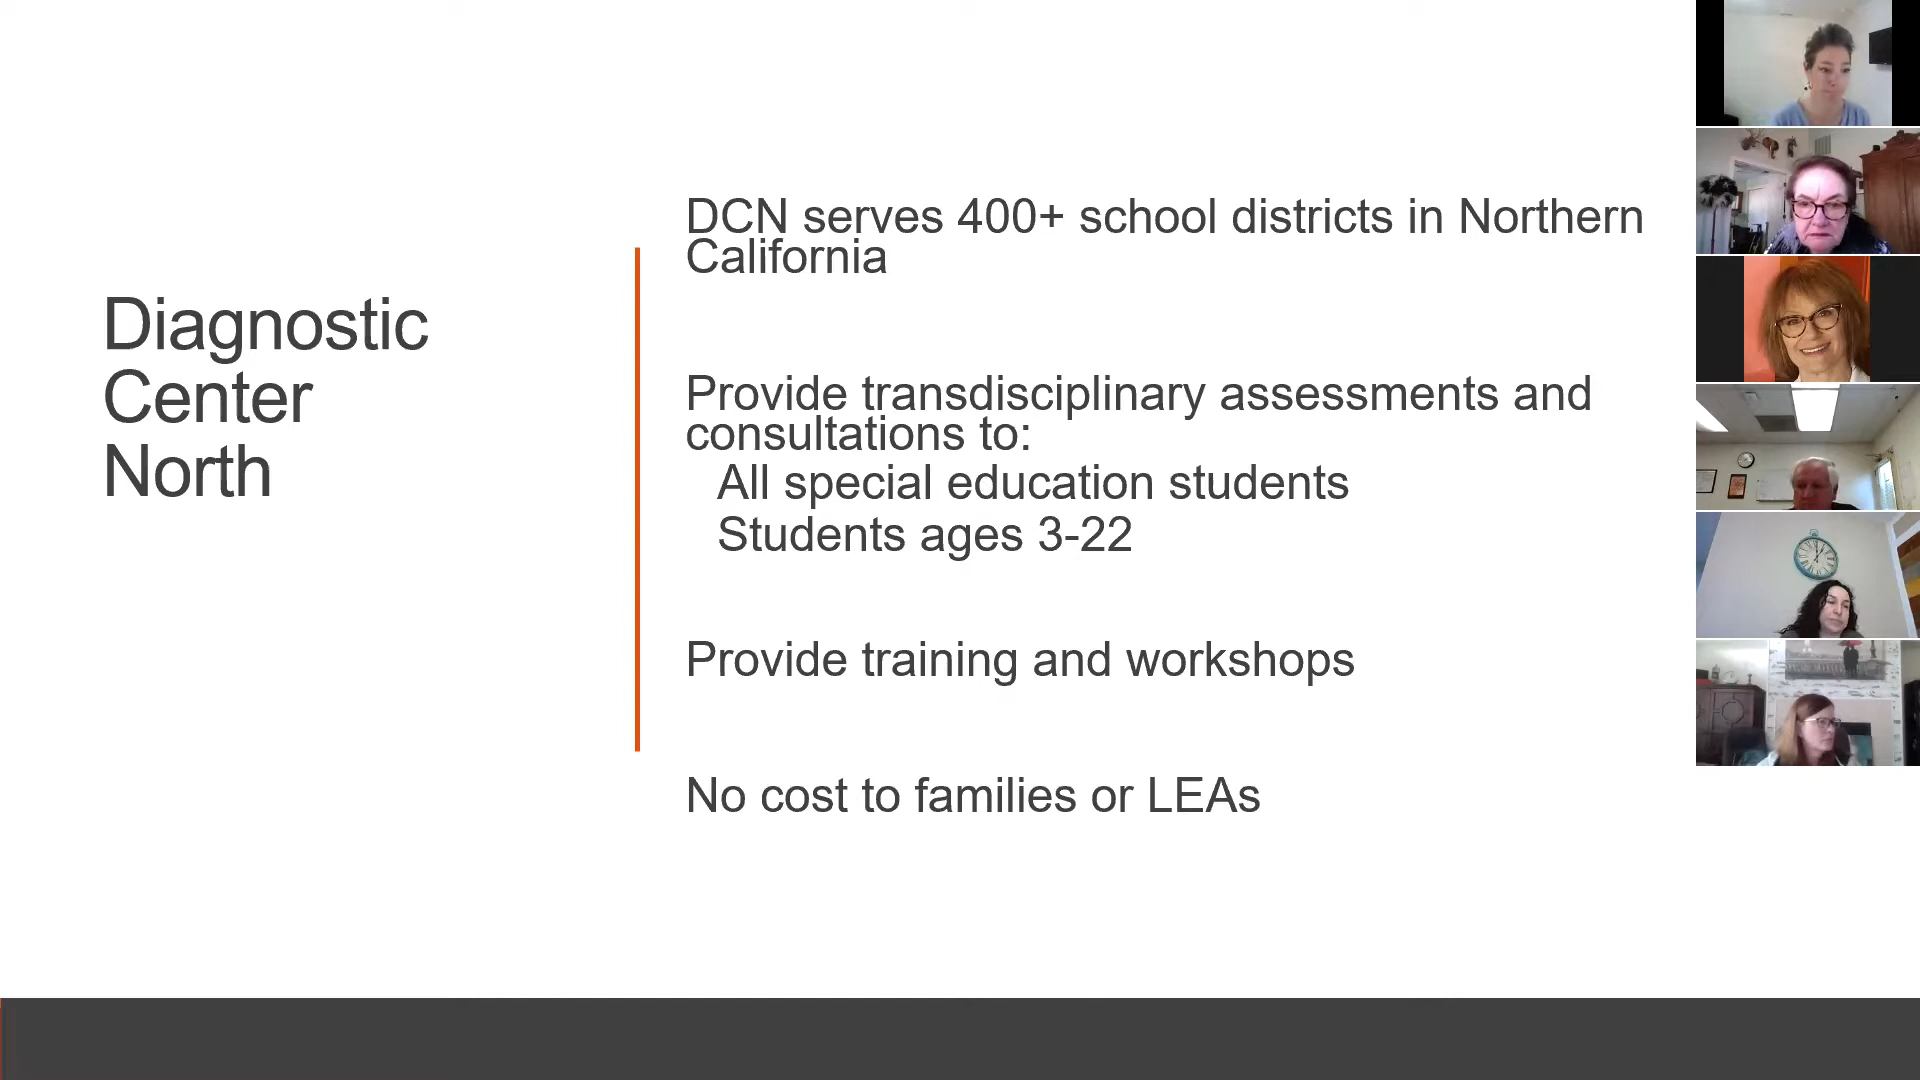 Diagnostic
Center
North
DCN serves 400+ school districts in Northern
California
Provide transdisciplinary assessments and
consultations to:
All special education students
Students ages 3-22
Provide training and workshops
No cost to families or LEAs